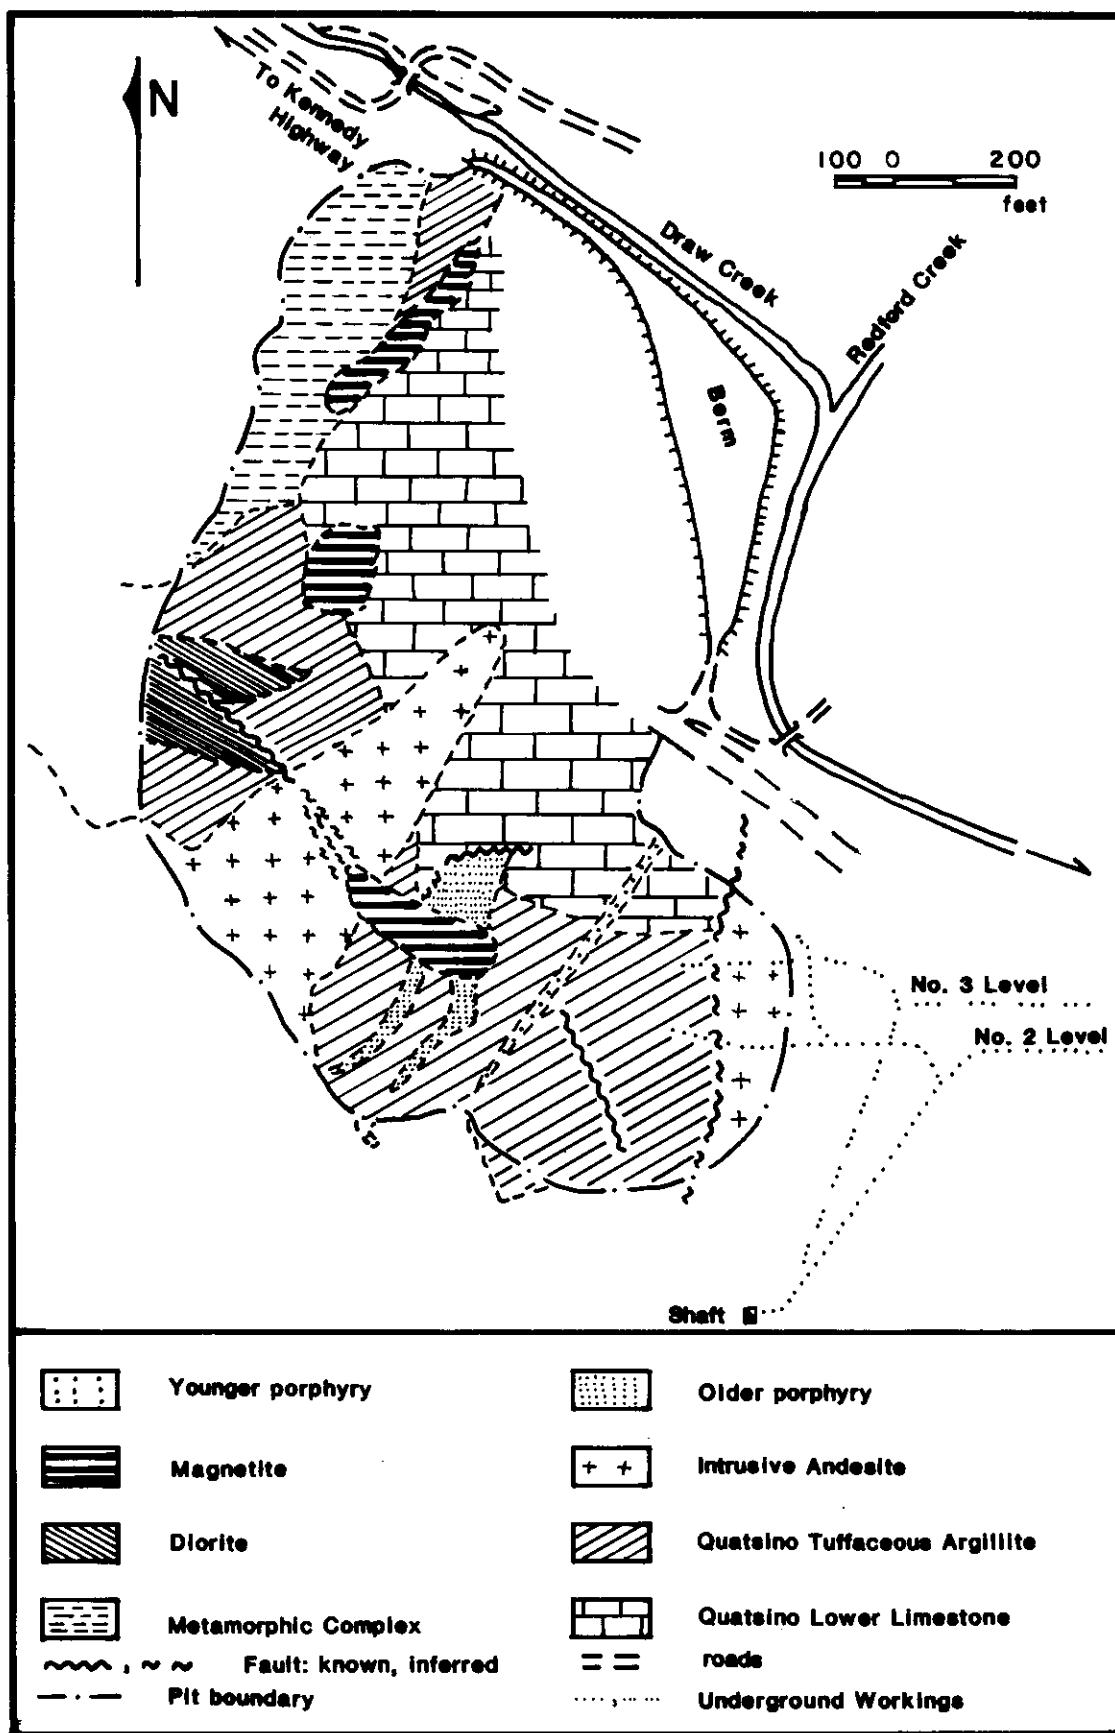 N
To Kennedy
Highway
100 0 200
feet
Draw Creek
Redford Creek
Berm
No. 3 Level
No. 2 Level
Shaft
Younger porphyry
Older porphyry
Magnetite
Intrusive Andesite
Diorite
Quatsino Tuffaceous Argillite
Metamorphic Complex
Quatsino Lower Limestone
Fault: known, inferred
roads
Pit boundary
Underground Workings